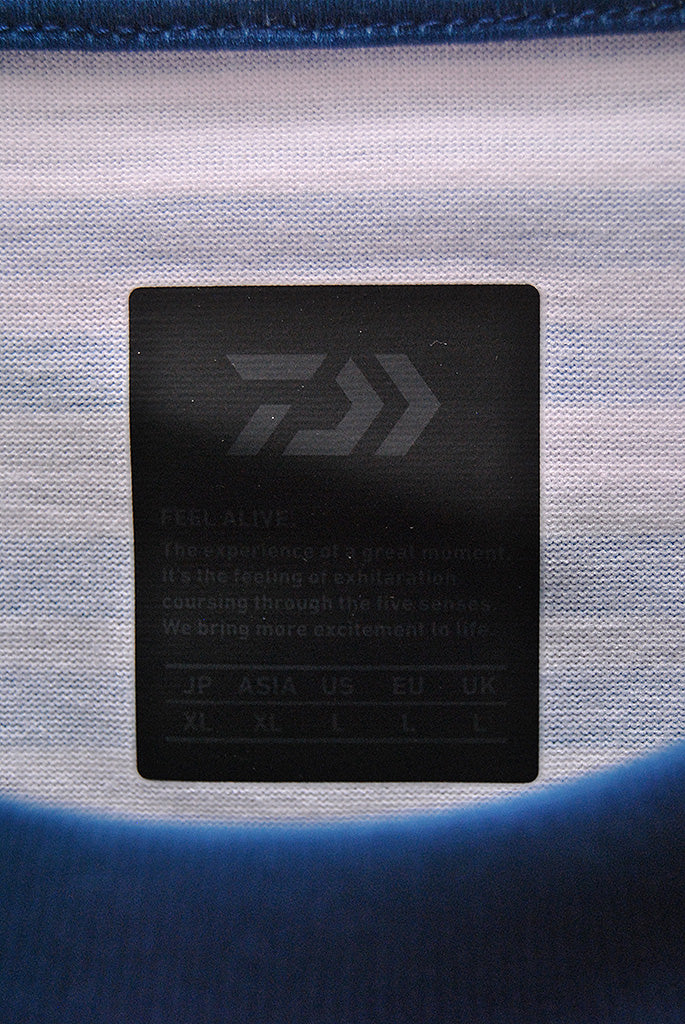 FEEL ALIVE.
The experience of a great moment.
It's the feeling of exhilaration
coursing through the five senses.
We bring more excitement to life.
JP ASIA US EU UK
XL XL L L L